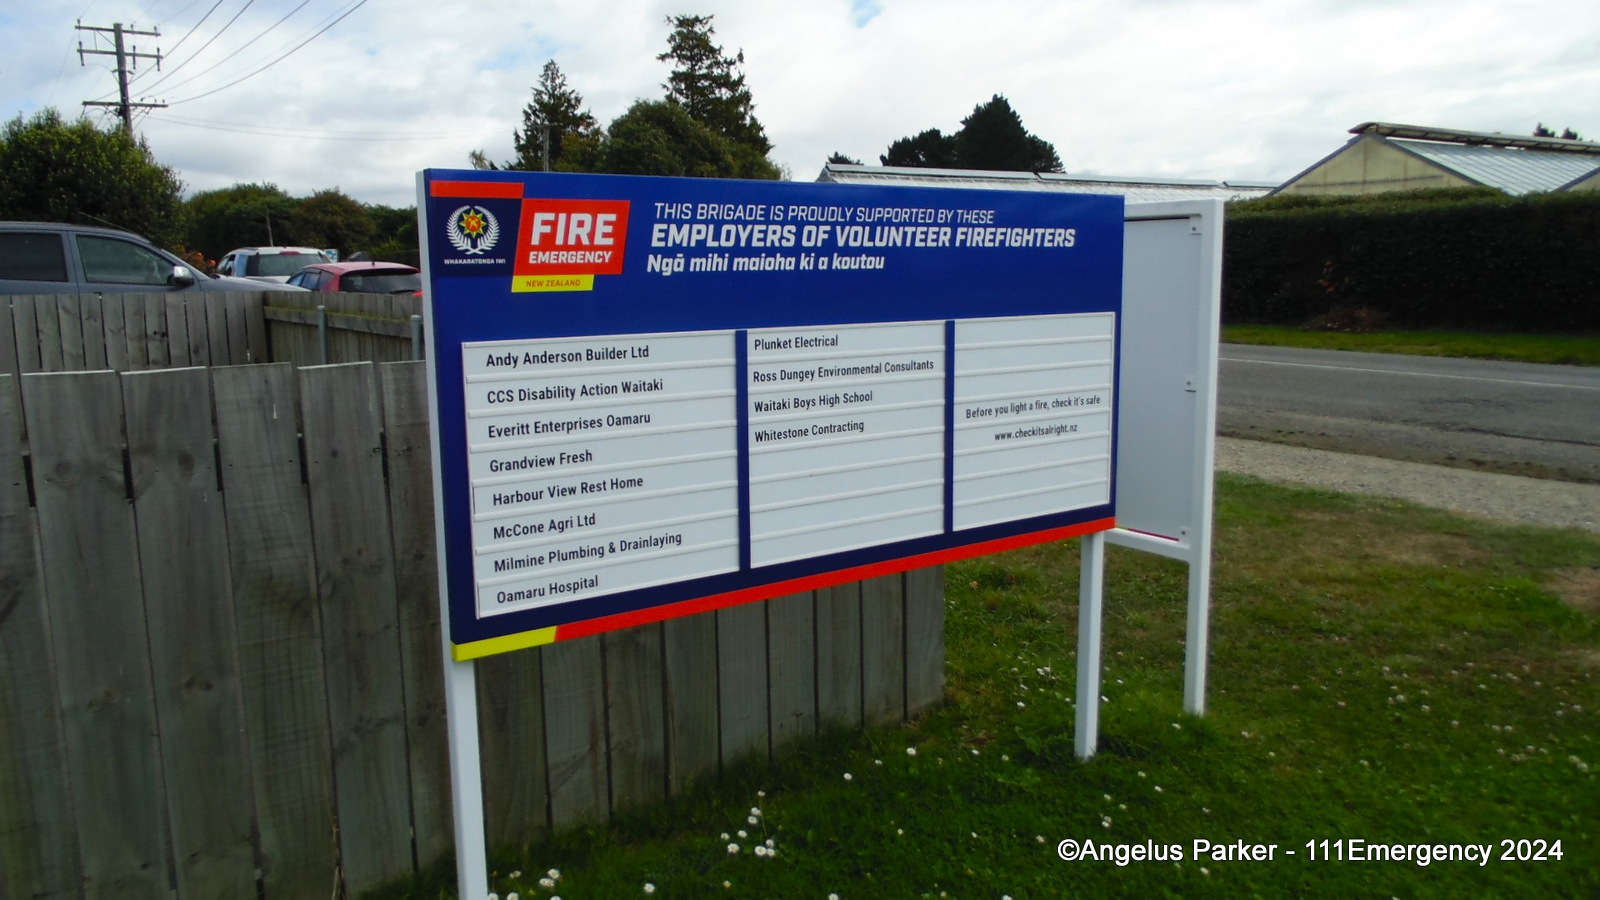 WHAKARATONGA IWI
FIRE
EMERGENCY
NEW ZEALAND
THIS BRIGADE IS PROUDLY SUPPORTED BY THESE
EMPLOYERS OF VOLUNTEER FIREFIGHTERS
Ngā mihi maioha ki a koutou
Andy Anderson Builder Ltd
CCS Disability Action Waitaki
Everitt Enterprises Oamaru
Grandview Fresh
Harbour View Rest Home
McCone Agri Ltd
Milmine Plumbing & Drainlaying
Oamaru Hospital
Plunket Electrical
Ross Dungey Environmental Consultants
Waitaki Boys High School
Whitestone Contracting
Before you light a fire, check it's safe
www.checkitsalright.nz
©Angelus Parker - 111Emergency 2024